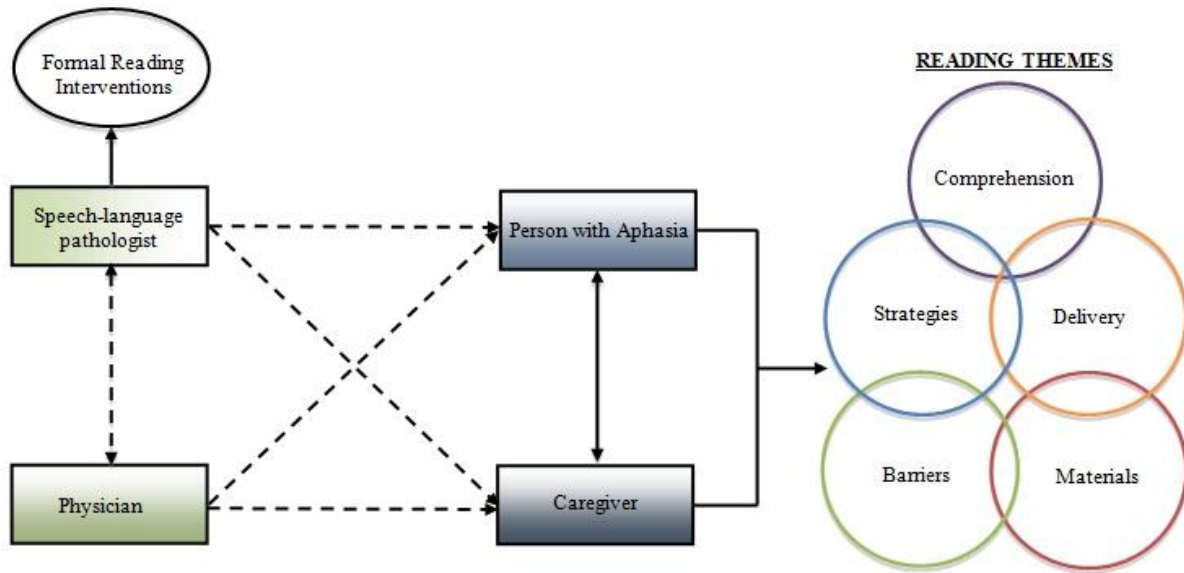 Formal Reading
Interventions
READING THEMES
Comprehension
Speech-language
pathologist
Person with Aphasia
Strategies
Delivery
Physician
Caregiver
Barriers
Materials